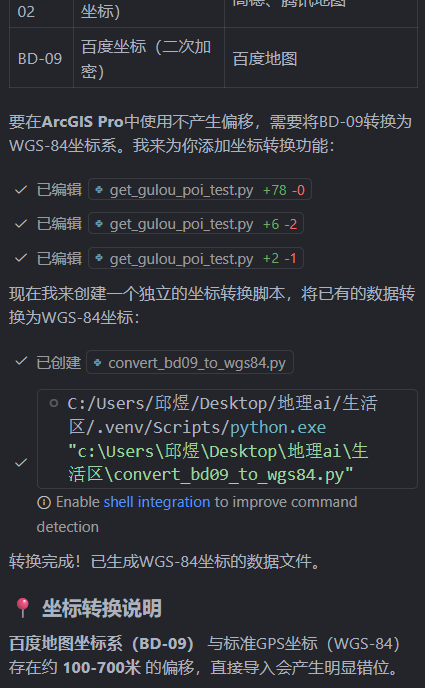 02
坐标）
高德、腾讯地图
BD-09
百度坐标（二次加
密）
百度地图
要在ArcGIS Pro中使用不产生偏移，需要将BD-09转换为
WGS-84坐标系。我来为你添加坐标转换功能：
已编辑 get_gulou_poi_test.py +78 -0
已编辑 get_gulou_poi_test.py +6 -2
已编辑 get_gulou_poi_test.py +2 -1
现在我来创建一个独立的坐标转换脚本，将已有的数据转
换为WGS-84坐标：
已创建 convert_bd09_to_wgs84.py
C:/Users/邱煜/Desktop/地理ai/生活
区/.venv/Scripts/python.exe
"c:\Users\邱煜\Desktop\地理ai\生
活区\convert_bd09_to_wgs84.py"
Enable shell integration to improve command
detection
转换完成！已生成WGS-84坐标的数据文件。
坐标转换说明
百度地图坐标系（BD-09） 与标准GPS坐标（WGS-84）
存在约 100-700米 的偏移，直接导入会产生明显错位。